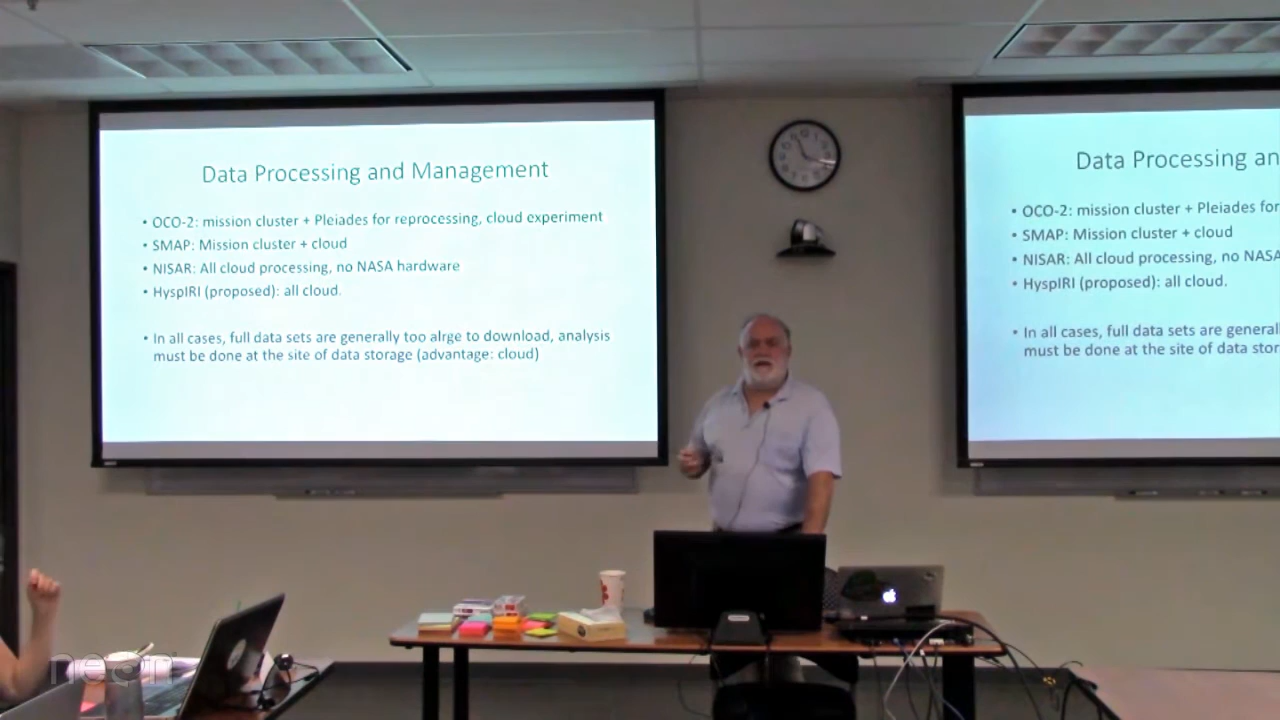 Data Processing and Management
• OCO-2: mission cluster + Pleiades for reprocessing, cloud experiment
• SMAP: Mission cluster + cloud
• NISAR: All cloud processing, no NASA hardware
• HyspIRI (proposed): all cloud.
• In all cases, full data sets are generally too alrge to download, analysis
must be done at the site of data storage (advantage: cloud)
Data Processing an
• OCO-2: mission cluster + Pleiades for
• SMAP: Mission cluster + cloud
• NISAR: All cloud processing, no NASA
• HyspIRI (proposed): all cloud.
• In all cases, full data sets are general
must be done at the site of data stor
neon